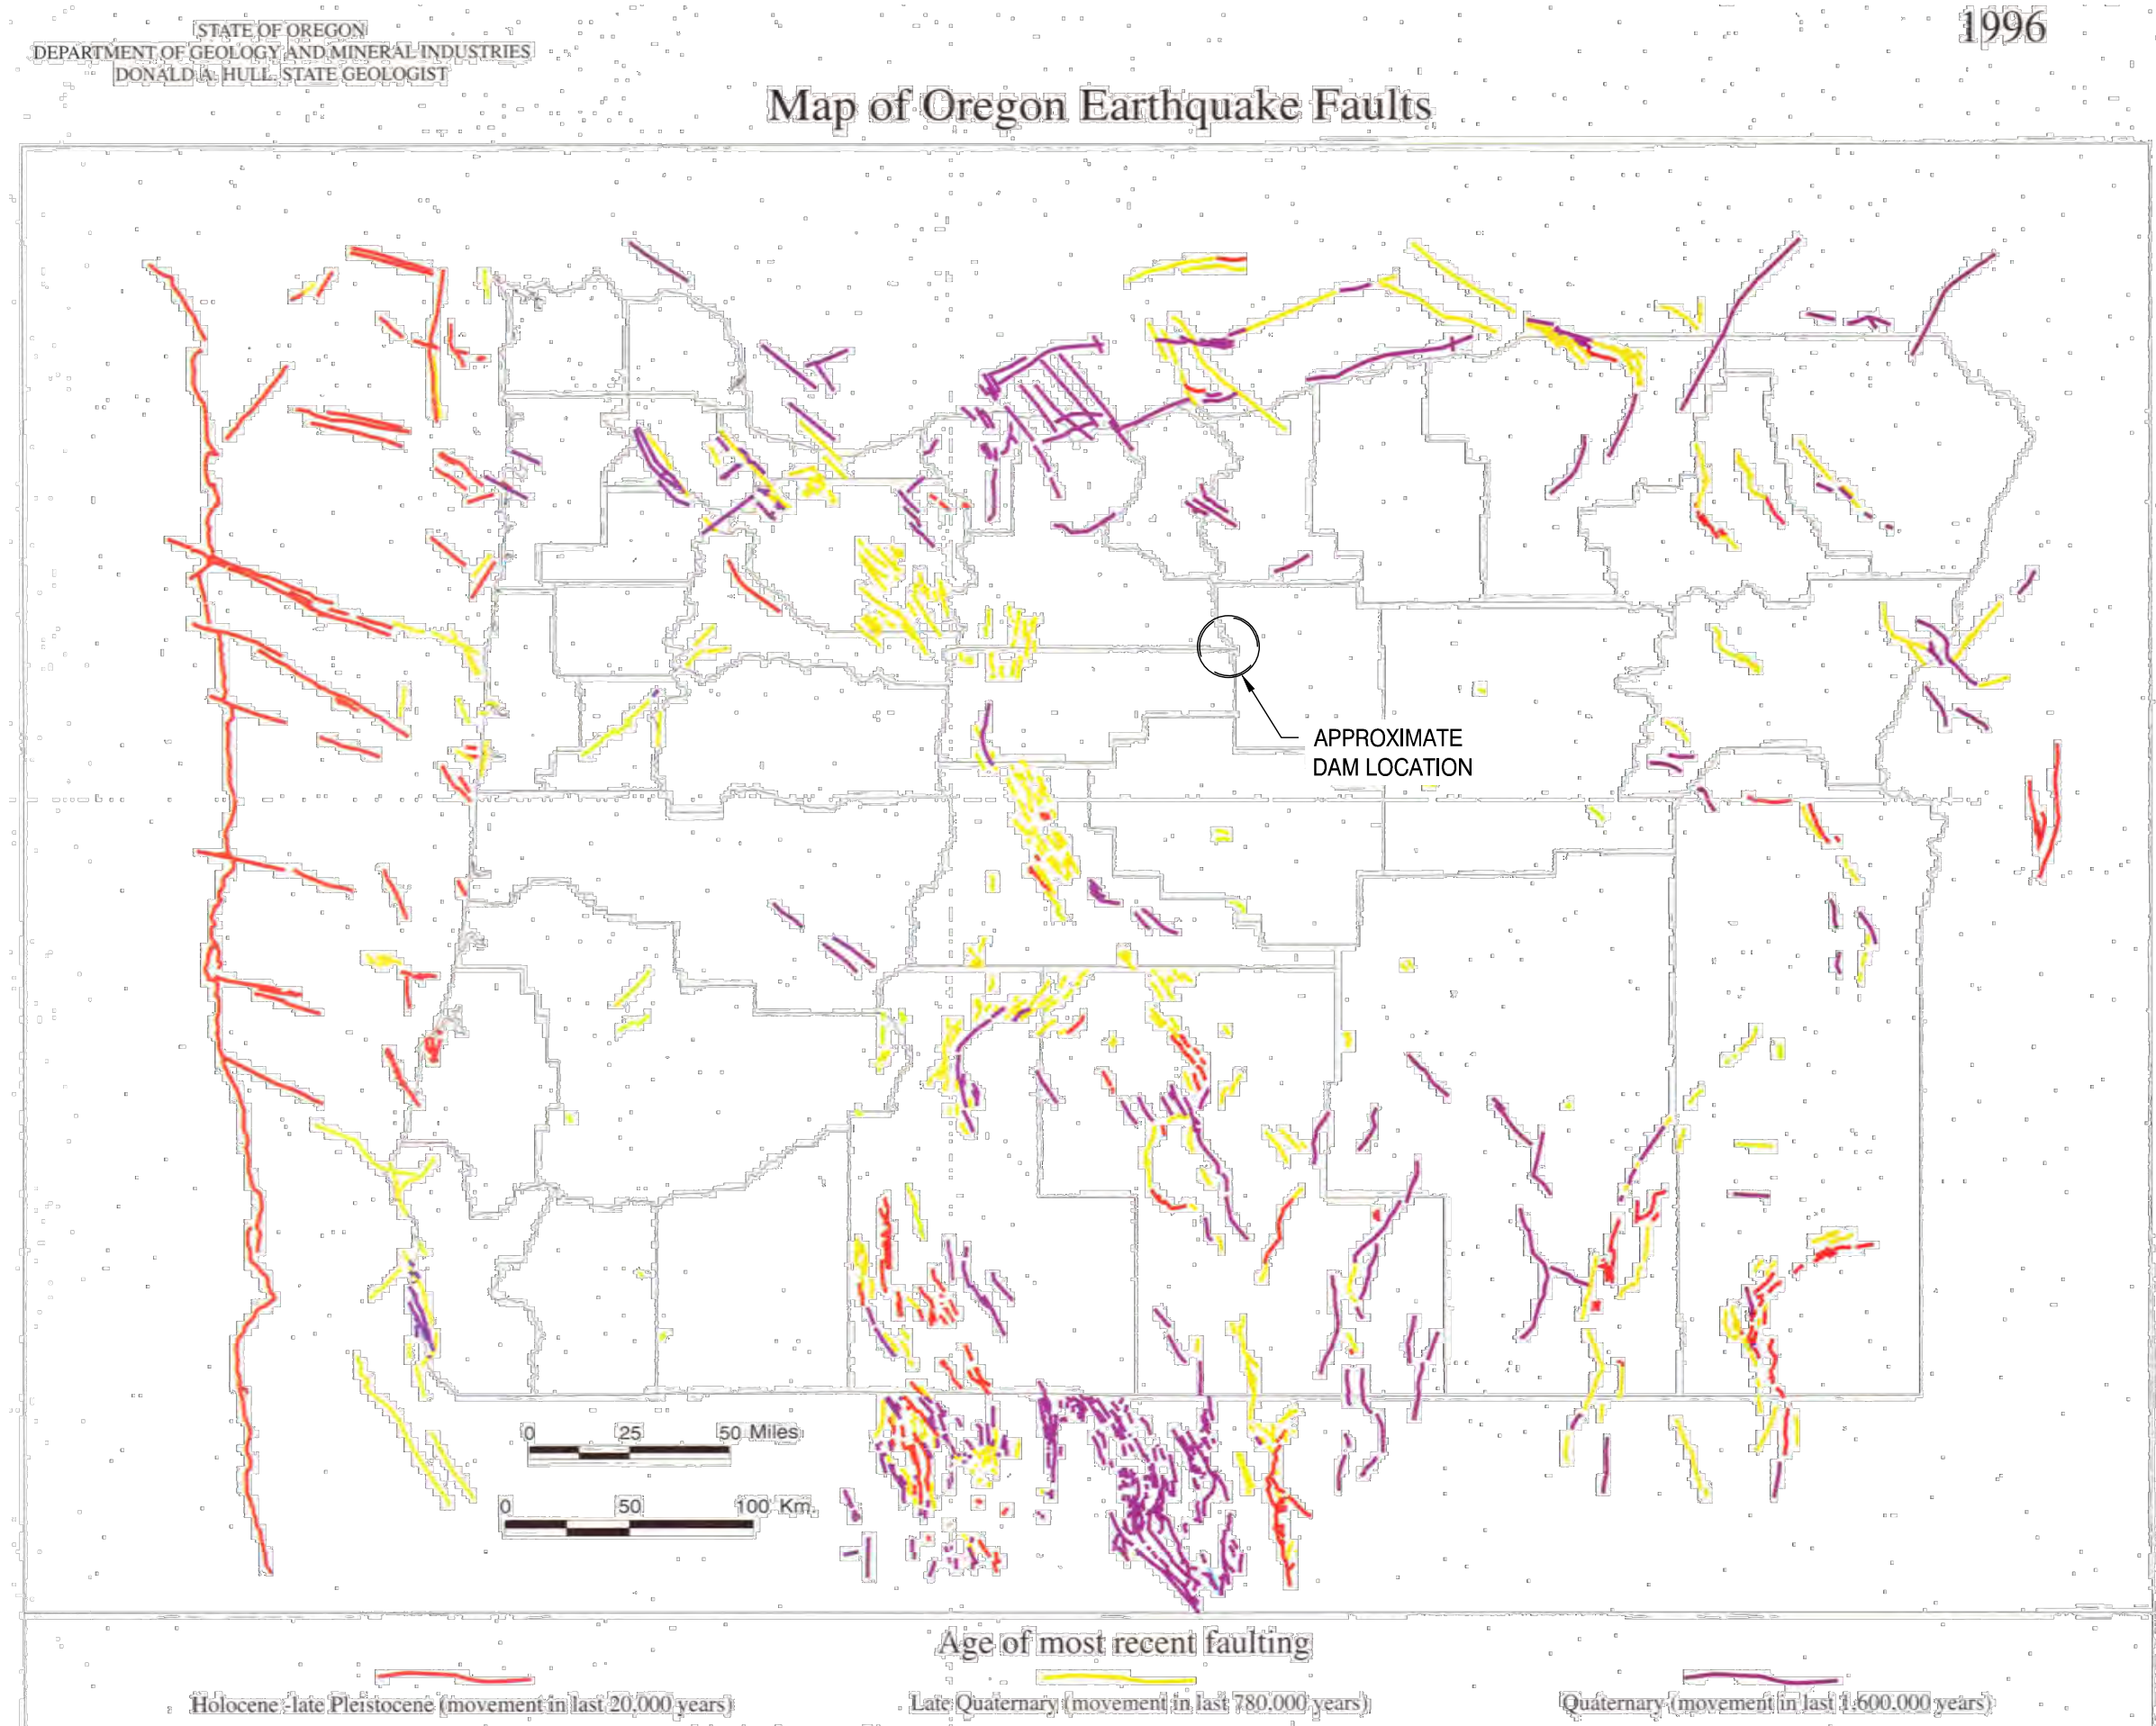 STATE OF OREGON
DEPARTMENT OF GEOLOGY AND MINERAL INDUSTRIES
DONALD A. HULL. STATE GEOLOGIST
1996
Map of Oregon Earthquake Faults
APPROXIMATE
DAM LOCATION
0 25 50 Miles
0 50 100 Km.
Age of most recent faulting
Holocene -late Pleistocene (movement in last 20,000 years)
Late Quaternary (movement in last 780,000 years)
Quaternary (movement in last 1,600,000 years)